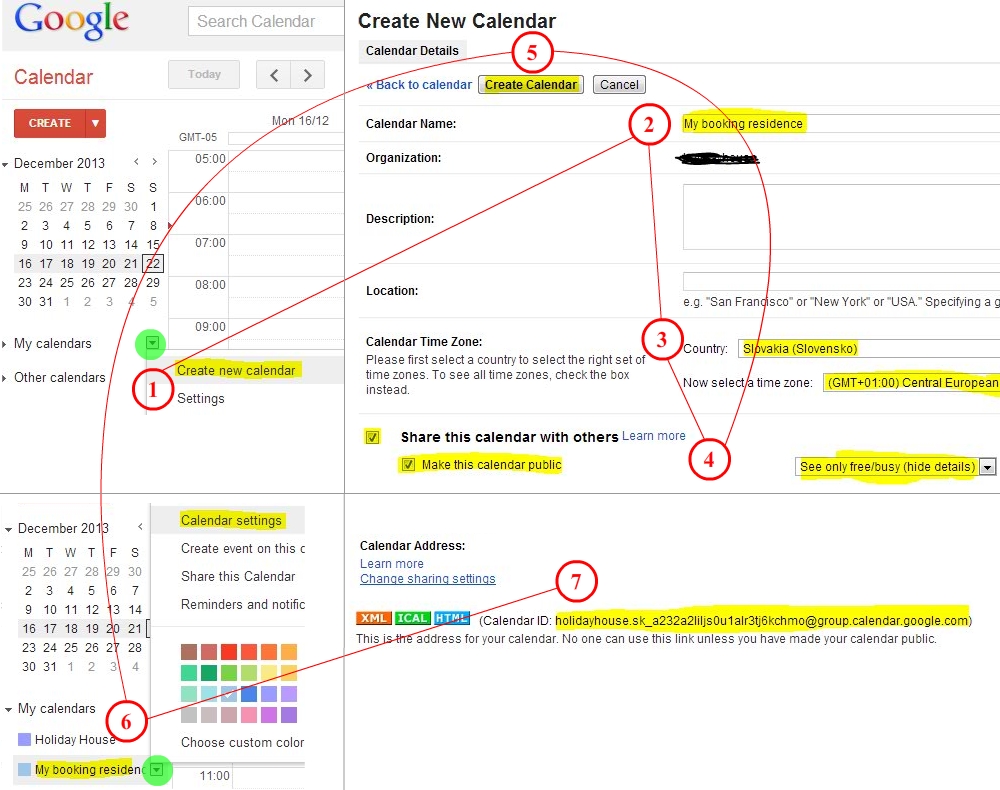 Google
Search Calendar
Calendar
Today
CREATE
Mon 16/12
GMT-05
December 2013
M T W T F S S
25 26 27 28 29 30 1
2 3 4 5 6 7 8
9 10 11 12 13 14 15
16 17 18 19 20 21 22
23 24 25 26 27 28 29
30 31 1 2 3 4 5
05:00
06:00
07:00
08:00
09:00
My calendars
Other calendars
1
Create new calendar
Settings
Create New Calendar
Calendar Details
5
« Back to calendar Create Calendar Cancel
Calendar Name: 2 My booking residence
Organization:
Description:
Location:
e.g. "San Francisco" or "New York" or "USA." Specifying a g
Calendar Time Zone:
Please first select a country to select the right set of
time zones. To see all time zones, check the box
instead.
3
Country: Slovakia (Slovensko)
Now select a time zone: (GMT+01:00) Central European
Share this calendar with others Learn more
Make this calendar public
4
See only free/busy (hide details)
December 2013
M T W T F S
25 26 27 28 29 30
2 3 4 5 6 7
9 10 11 12 13 14
16 17 18 19 20 21
23 24 25 26 27 28
30 31 1 2 3 4
My calendars
6
Holiday House
My booking residenc
Calendar settings
Create event on this c
Share this Calendar
Reminders and notific
Choose custom color
11:00
Calendar Address:
Learn more
Change sharing settings
7
XML ICAL HTML (Calendar ID: holidayhouse.sk_a232a2liljs0u1alr3tj6kchmo@group.calendar.google.com)
This is the address for your calendar. No one can use this link unless you have made your calendar public.